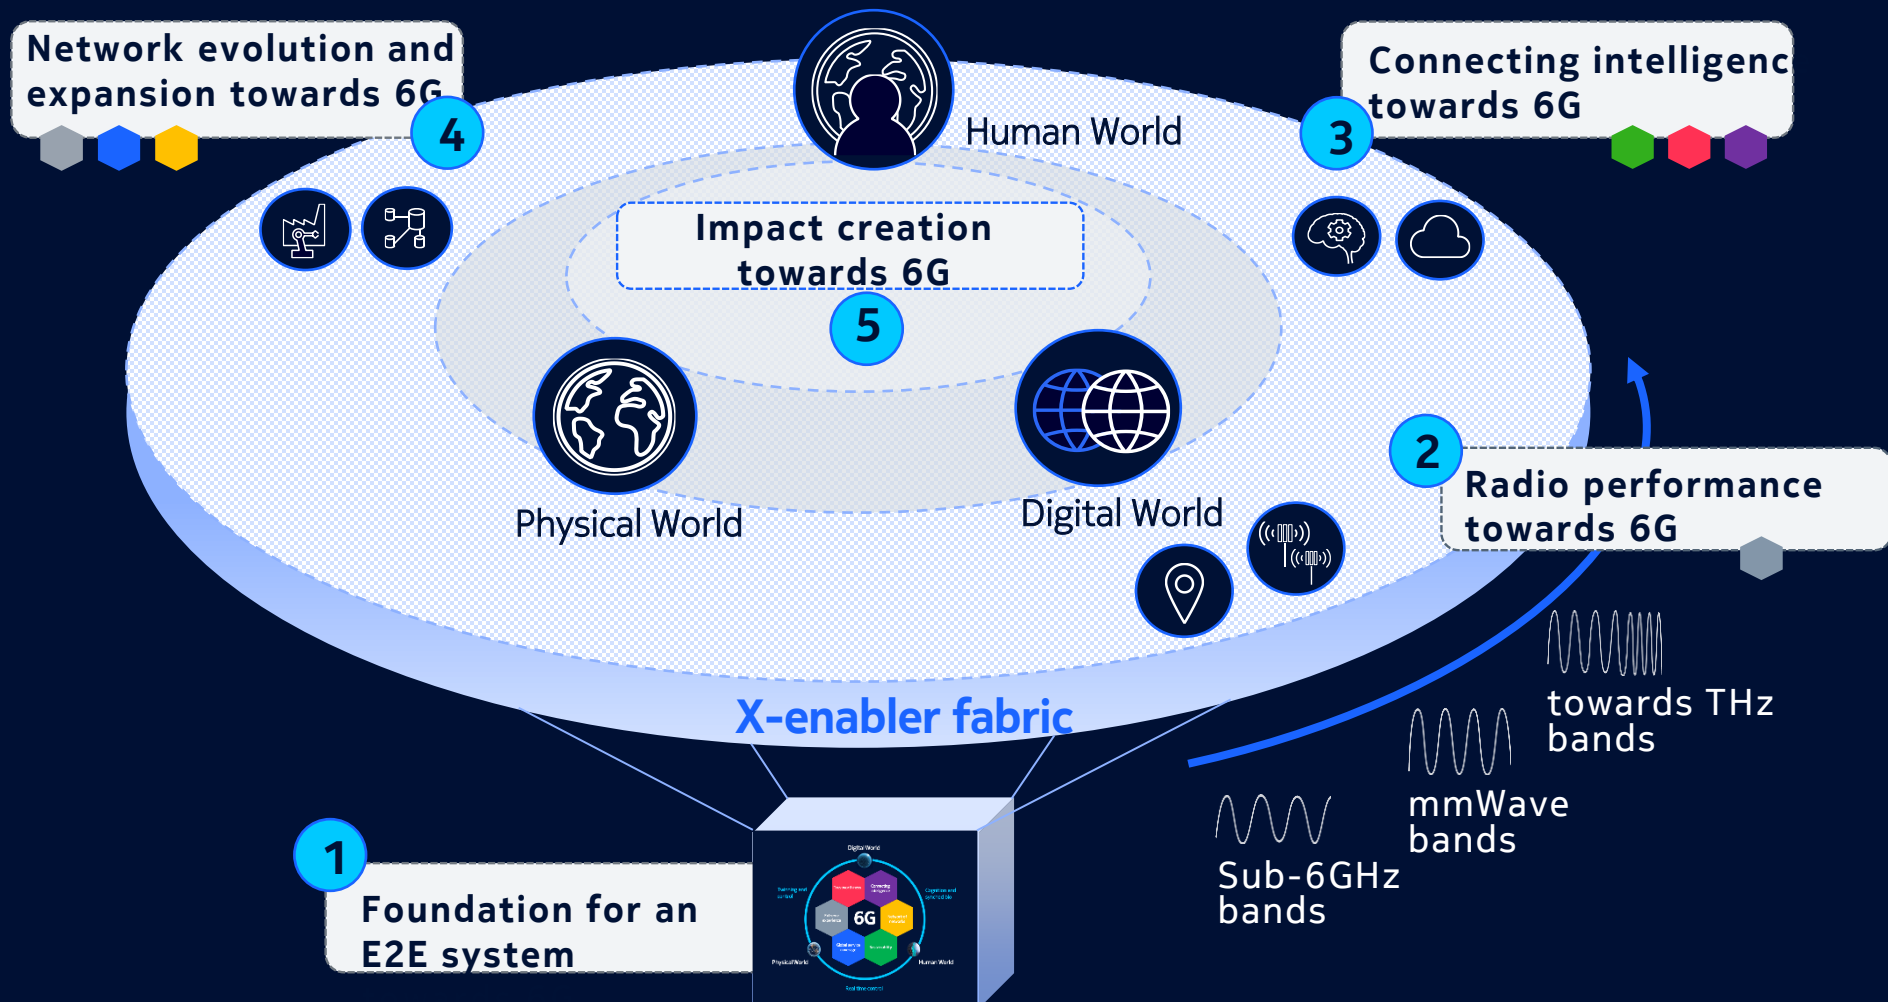 Network evolution and
expansion towards 6G
4
Human World
Connecting intelligenc
towards 6G
3
Impact creation
towards 6G
5
Physical World
Digital World
2
Radio performance
towards 6G
X-enabler fabric
towards THz
bands
mmWave
bands
Sub-6GHz
bands
1
Foundation for an
E2E system
Digital World
6G
Physical World
Human World